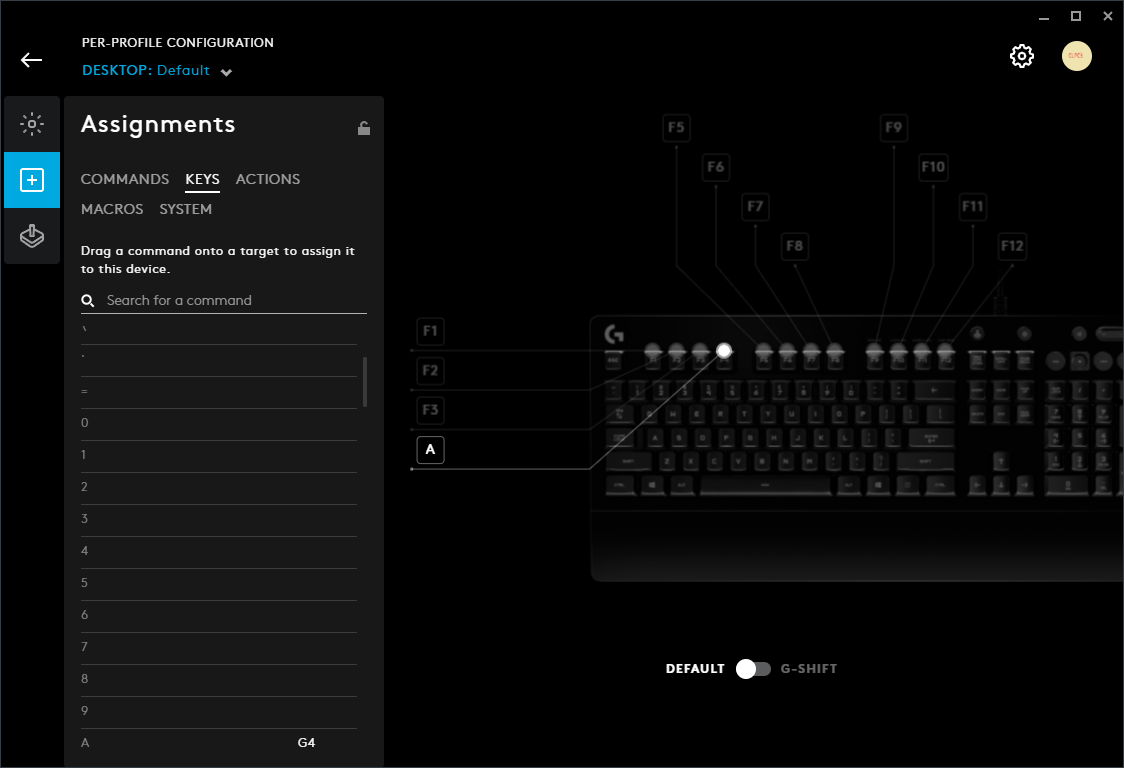 PER-PROFILE CONFIGURATION
DESKTOP: Default
Assignments
COMMANDS KEYS ACTIONS
MACROS SYSTEM
Drag a command onto a target to assign it
to this device.
Search for a command
\
=
0
1
2
3
4
5
6
7
8
9
A G4
F5
F6
F7
F8
F9
F10
F11
F12
F1
F2
F3
A
DEFAULT G-SHIFT